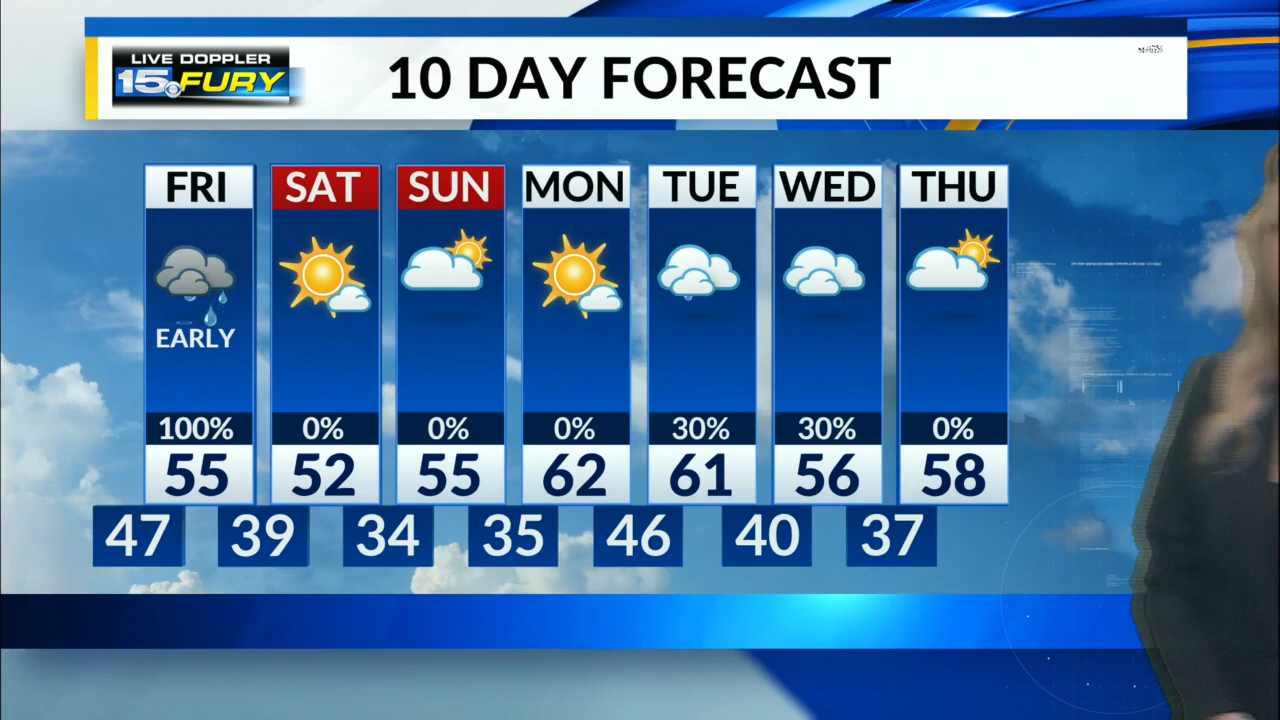 LIVE DOPPLER
15 FURY
10 DAY FORECAST
FRI SAT SUN MON TUE WED THU
EARLY
100% 0% 0% 0% 30% 30% 0%
55 52 55 62 61 56 58
47 39 34 35 46 40 37